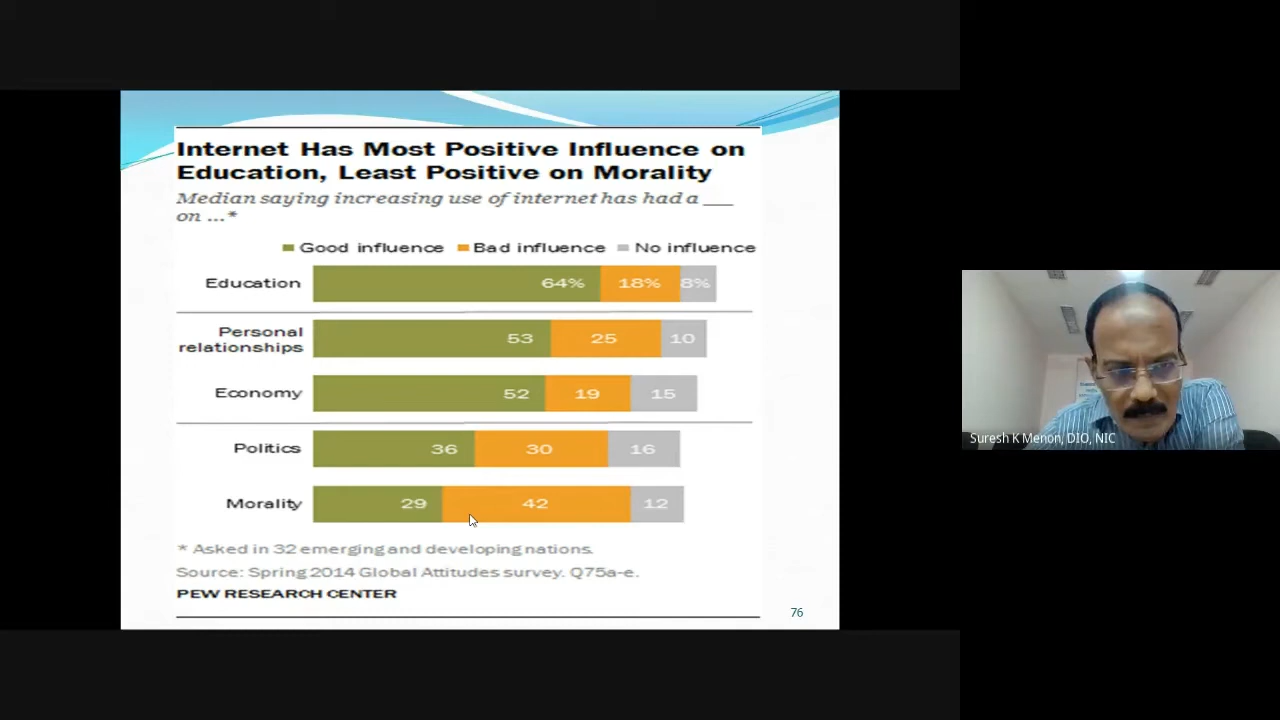 Internet Has Most Positive Influence on
Education, Least Positive on Morality
Median saying increasing use of internet has had a ___
on ...*
Good influence Bad influence No influence
Education 64% 18% 8%
Personal
relationships 53 25 10
Economy 52 19 15
Politics 36 30 16
Morality 29 42 12
* Asked in 32 emerging and developing nations.
Source: Spring 2014 Global Attitudes survey. Q75a-e.
PEW RESEARCH CENTER
76
Suresh K Menon, DIO, NIC